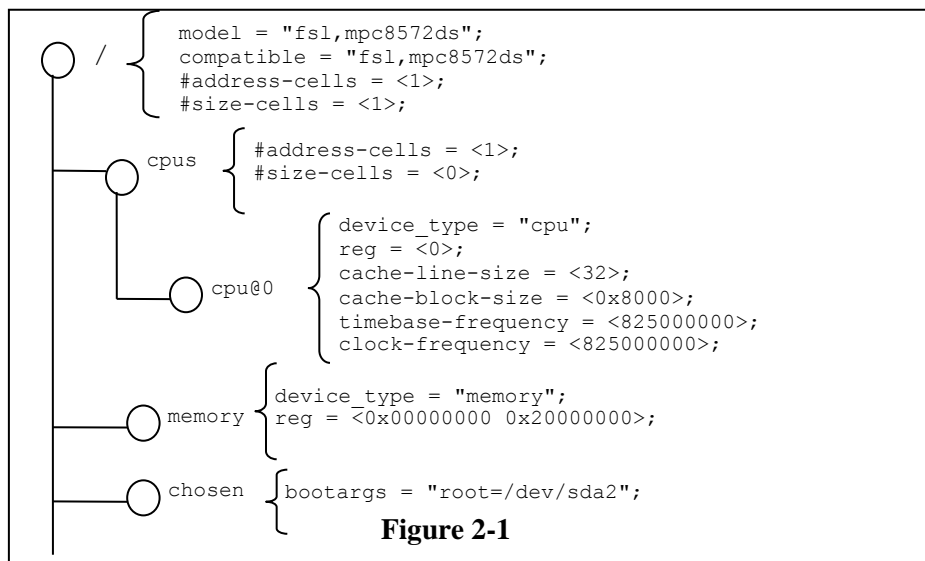 /
model = "fsl,mpc8572ds";
compatible = "fsl,mpc8572ds";
#address-cells = <1>;
#size-cells = <1>;
cpus
#address-cells = <1>;
#size-cells = <0>;
cpu@0
device_type = "cpu";
reg = <0>;
cache-line-size = <32>;
cache-block-size = <0x8000>;
timebase-frequency = <825000000>;
clock-frequency = <825000000>;
memory
device_type = "memory";
reg = <0x00000000 0x20000000>;
chosen
bootargs = "root=/dev/sda2";
Figure 2-1